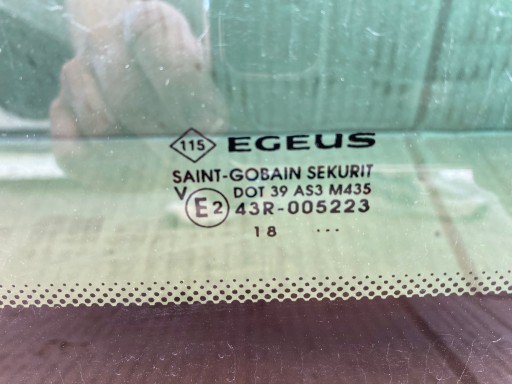 115 EGEUS
SAINT-GOBAIN SEKURIT
V DOT 39 AS3 M435
E2 43R-005223
18 ...